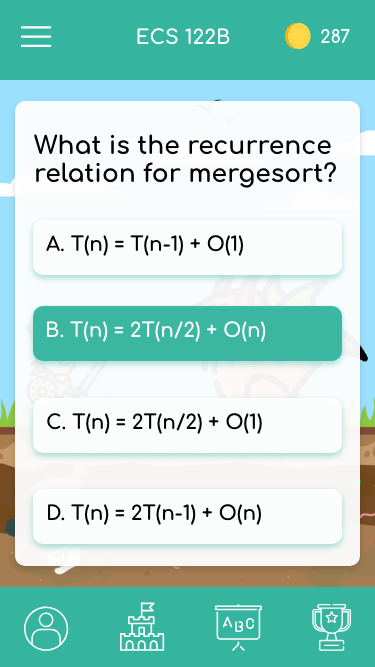 ECS 122B
287
What is the recurrence
relation for mergesort?
A. T(n) = T(n-1) + O(1)
B. T(n) = 2T(n/2) + O(n)
C. T(n) = 2T(n/2) + O(1)
D. T(n) = 2T(n-1) + O(n)
ABC